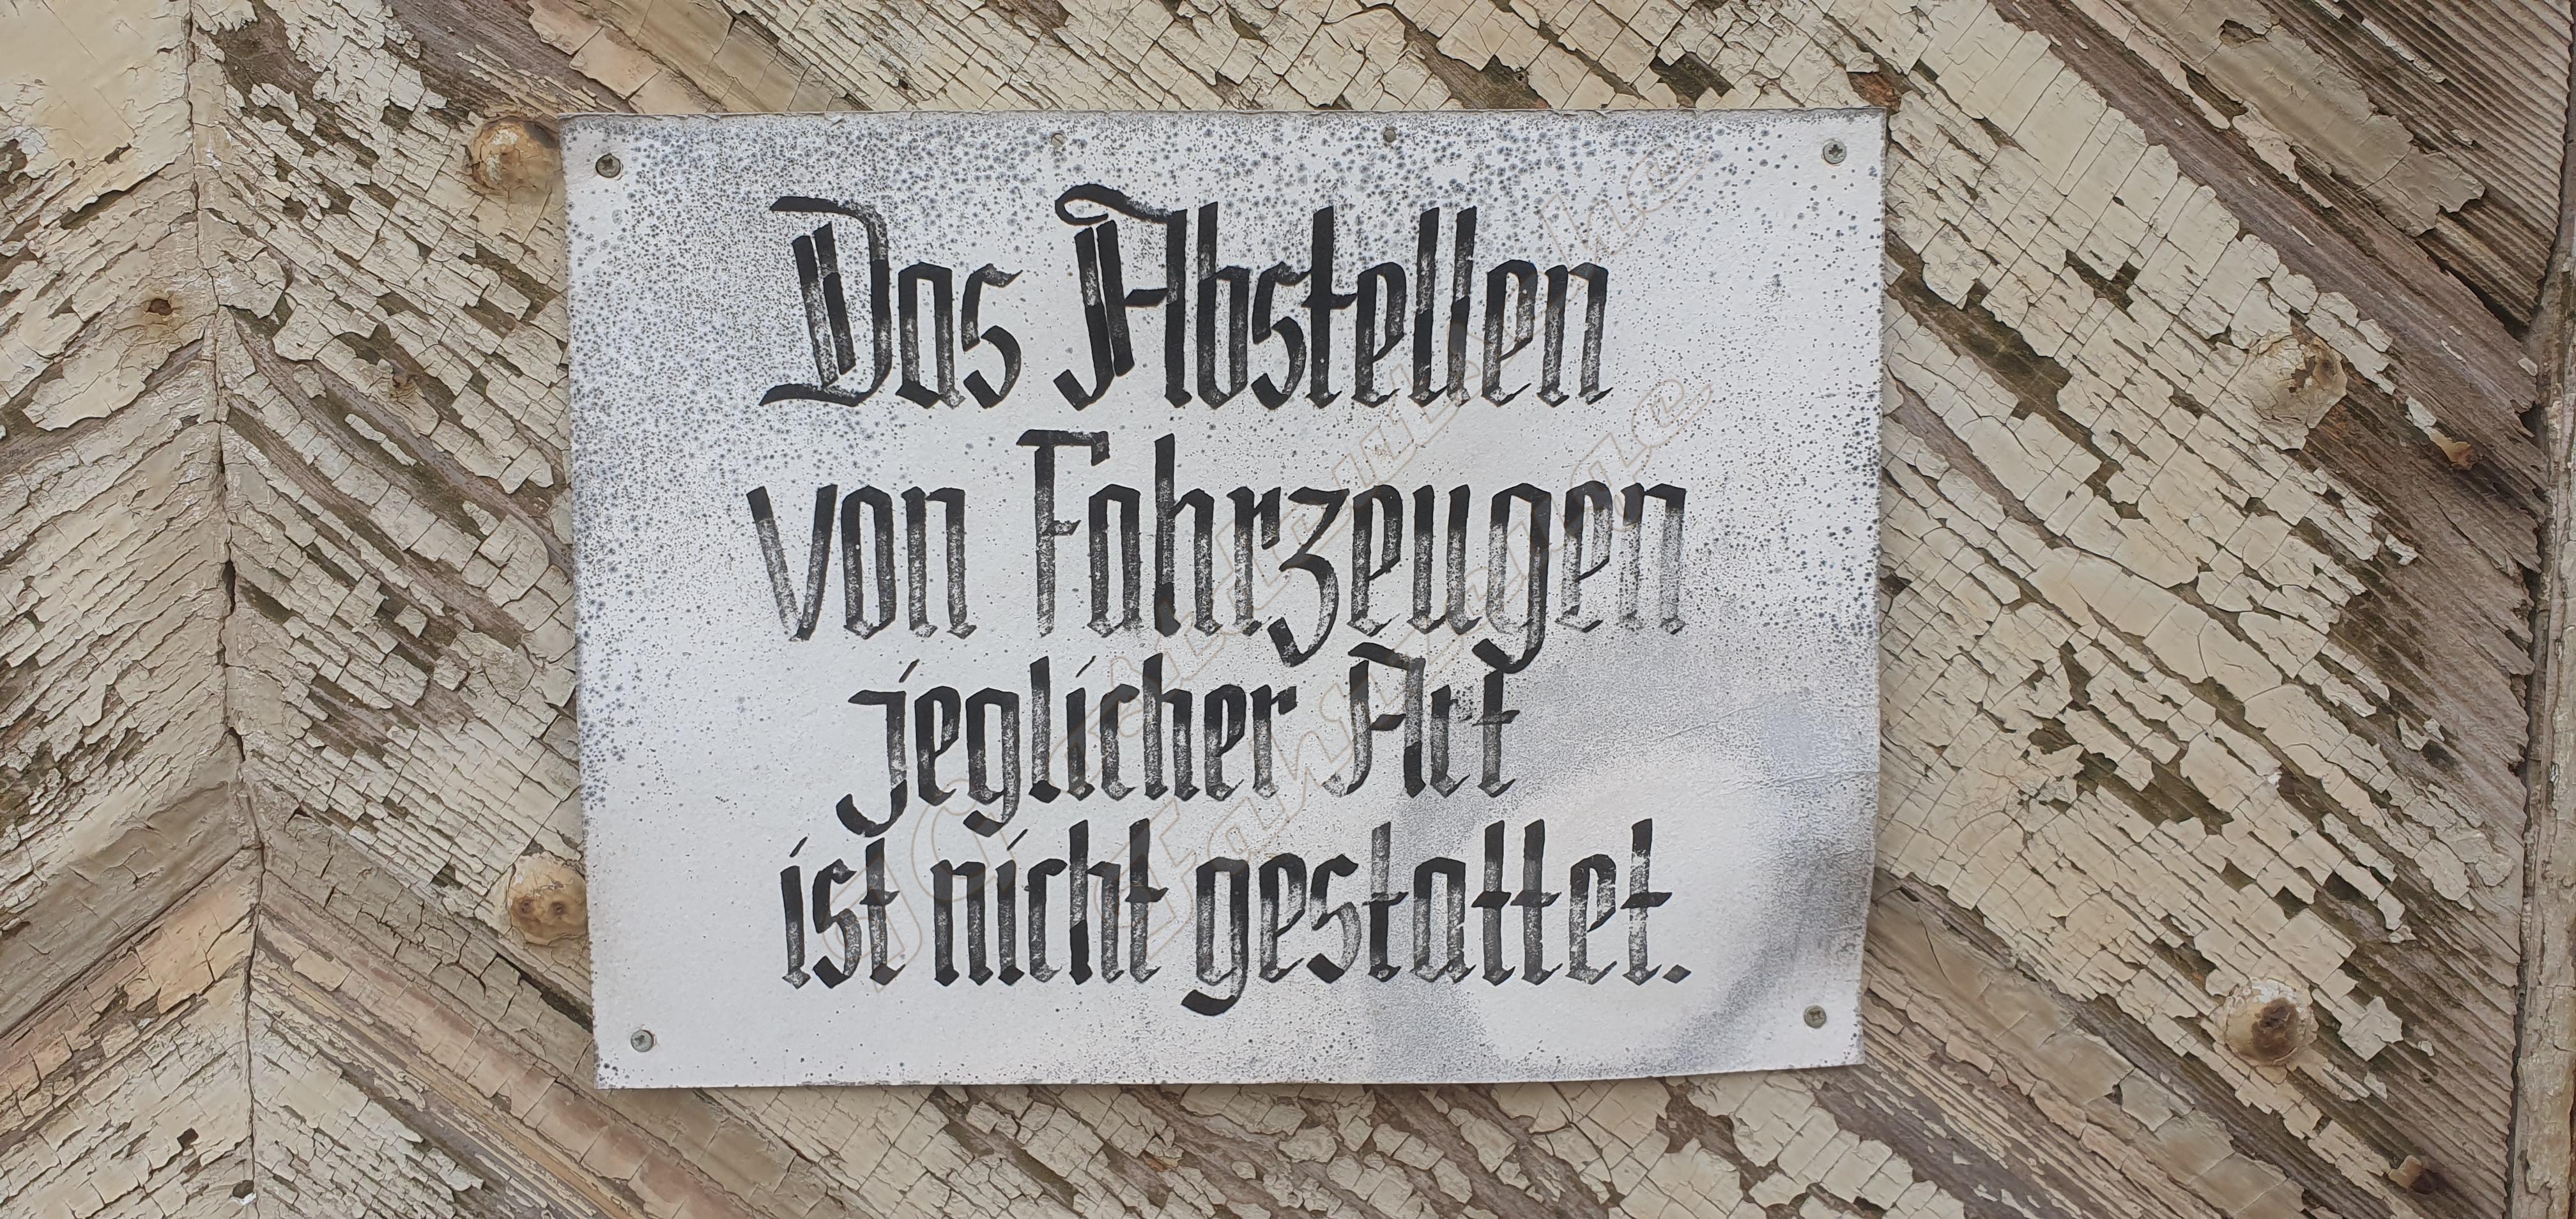 Das Abstellen
von Fahrzeugen
jeglicher Art
ist nicht gestattet.